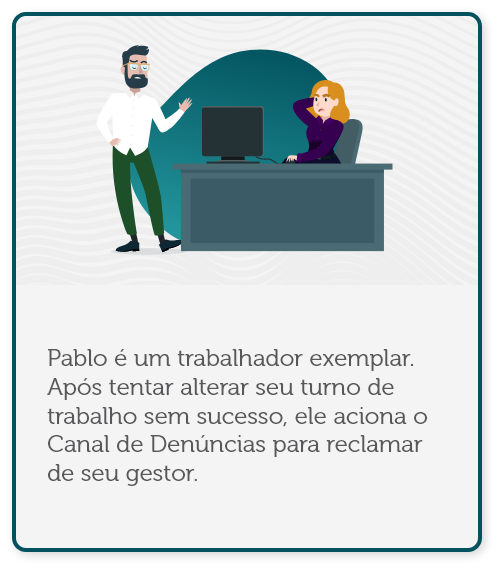 Pablo é um trabalhador exemplar.
Após tentar alterar seu turno de
trabalho sem sucesso, ele aciona o
Canal de Denúncias para reclamar
de seu gestor.